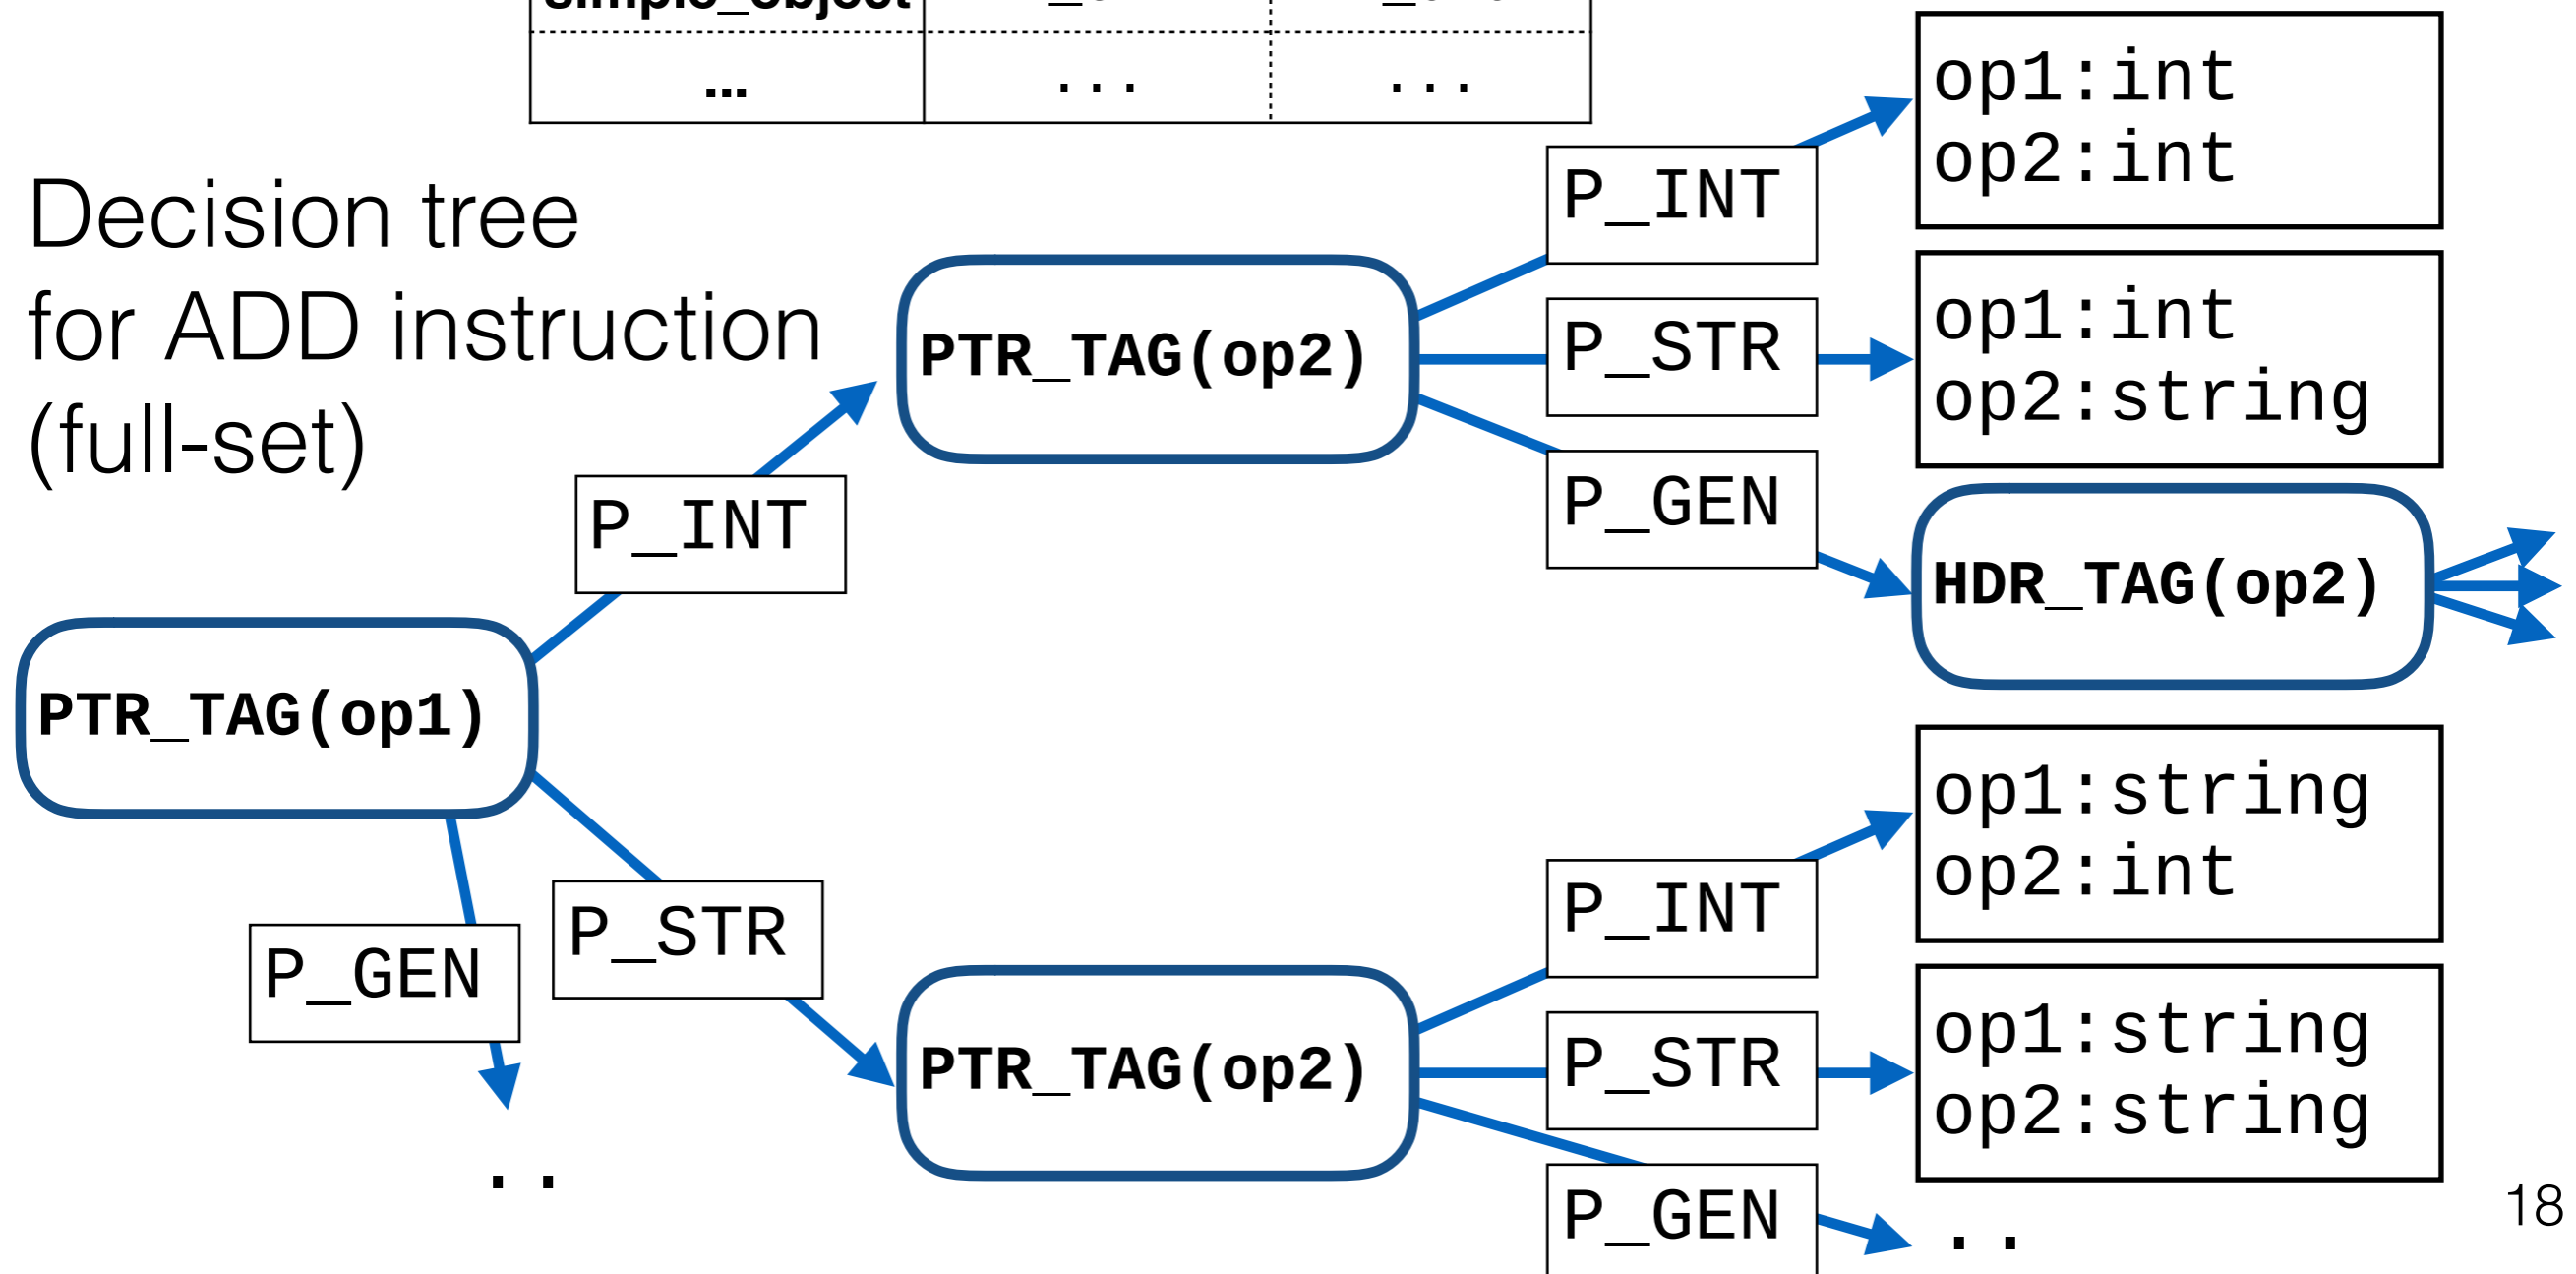 simple_object
... ... ...
Decision tree
for ADD instruction
(full-set)
PTR_TAG(op1)
P_INT
P_STR
P_GEN
..
PTR_TAG(op2)
P_INT
P_STR
P_GEN
op1:int
op2:int
op1:int
op2:string
HDR_TAG(op2)
PTR_TAG(op2)
P_INT
P_STR
P_GEN
op1:string
op2:int
op1:string
op2:string
..
18